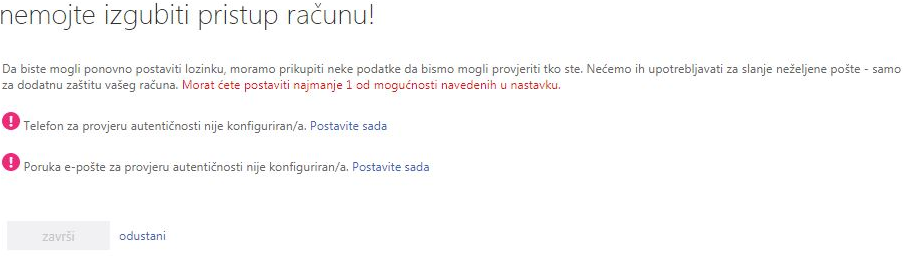 nemojte izgubiti pristup računu!
Da biste mogli ponovno postaviti lozinku, moramo prikupiti neke podatke da bismo mogli provjeriti tko ste. Nećemo ih upotrebljavati za slanje neželjene pošte - samo
za dodatnu zaštitu vašeg računa. Morat ćete postaviti najmanje 1 od mogućnosti navedenih u nastavku.
Telefon za provjeru autentičnosti nije konfiguriran/a. Postavite sada
Poruka e-pošte za provjeru autentičnosti nije konfiguriran/a. Postavite sada
završi odustani